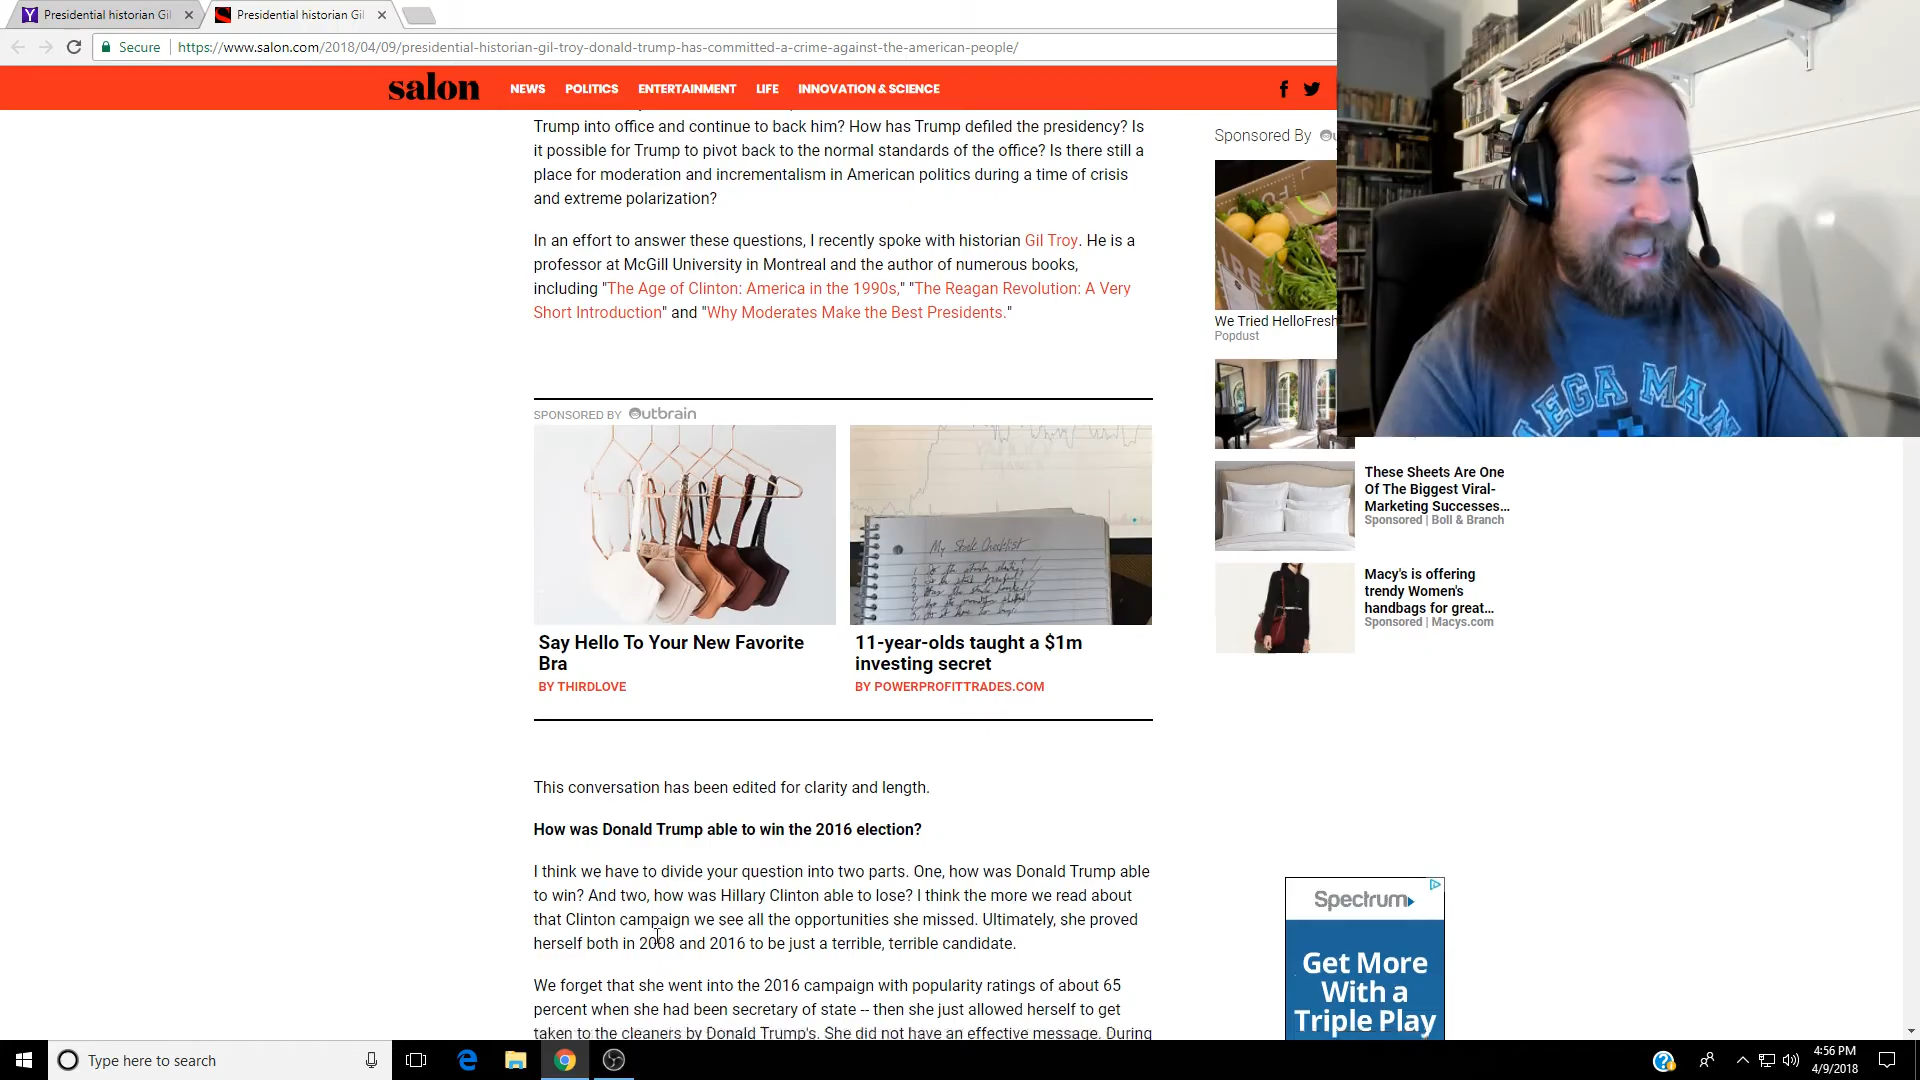 Presidential historian Gil
Presidential historian Gil
Secure
https://www.salon.com/2018/04/09/presidential-historian-gil-troy-donald-trump-has-committed-a-crime-against-the-american-people/
salon
NEWS
POLITICS
ENTERTAINMENT
LIFE
INNOVATION & SCIENCE
Trump into office and continue to back him? How has Trump defiled the presidency? Is
it possible for Trump to pivot back to the normal standards of the office? Is there still a
place for moderation and incrementalism in American politics during a time of crisis
and extreme polarization?
In an effort to answer these questions, I recently spoke with historian Gil Troy. He is a
professor at McGill University in Montreal and the author of numerous books,
including "The Age of Clinton: America in the 1990s," "The Reagan Revolution: A Very
Short Introduction" and "Why Moderates Make the Best Presidents."
SPONSORED BY Outbrain
My Stock Checklist
Say Hello To Your New Favorite
Bra
BY THIRDLOVE
11-year-olds taught a $1m
investing secret
BY POWERPROFITTRADES.COM
This conversation has been edited for clarity and length.
How was Donald Trump able to win the 2016 election?
I think we have to divide your question into two parts. One, how was Donald Trump able
to win? And two, how was Hillary Clinton able to lose? I think the more we read about
that Clinton campaign we see all the opportunities she missed. Ultimately, she proved
herself both in 2008 and 2016 to be just a terrible, terrible candidate.
We forget that she went into the 2016 campaign with popularity ratings of about 65
percent when she had been secretary of state -- then she just allowed herself to get
taken to the cleaners by Donald Trump's. She did not have an effective message. During
Sponsored By
We Tried HelloFresh
Popdust
These Sheets Are One
Of The Biggest Viral-
Marketing Successes...
Sponsored | Boll & Branch
Macy's is offering
trendy Women's
handbags for great...
Sponsored | Macys.com
Spectrum
Get More
With a
Triple Play
MEGA MAN
Type here to search
4:56 PM
4/9/2018